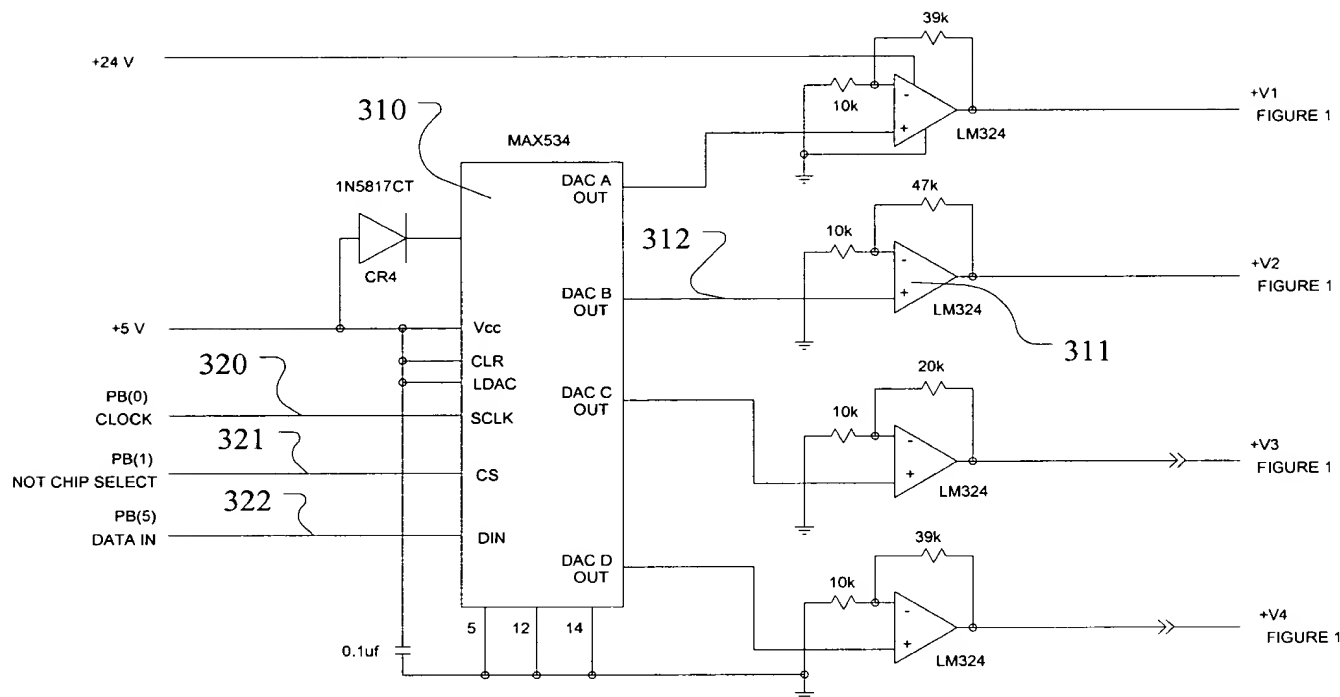 39k
+24 V
10k
+V1
FIGURE 1
310
LM324
MAX534
1N5817CT
DAC A
OUT
47k
312
10k
CR4
+V2
FIGURE 1
DAC B
OUT
LM324
+5 V
Vcc
311
CLR
320
LDAC
20k
PB(0)
CLOCK
SCLK
DAC C
OUT
10k
321
+V3
FIGURE 1
PB(1)
NOT CHIP SELECT
CS
LM324
322
PB(5)
DATA IN
DIN
39k
DAC D
OUT
10k
5
12
14
+V4
FIGURE 1
0.1uf
LM324